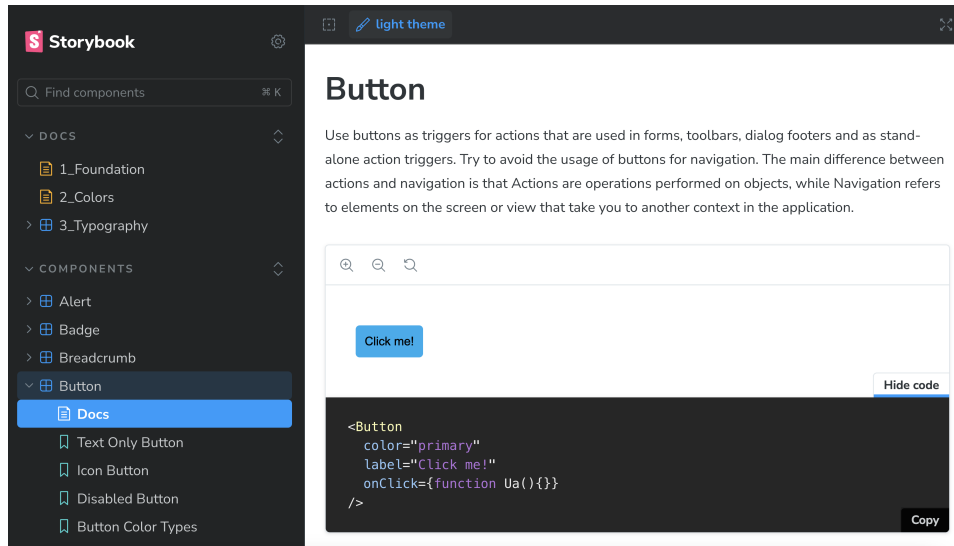 Storybook
Find components
⌘ K
DOCS
1_Foundation
2_Colors
3_Typography
COMPONENTS
Alert
Badge
Breadcrumb
Button
Docs
Text Only Button
Icon Button
Disabled Button
Button Color Types
light theme
Button
Use buttons as triggers for actions that are used in forms, toolbars, dialog footers and as stand-
alone action triggers. Try to avoid the usage of buttons for navigation. The main difference between
actions and navigation is that Actions are operations performed on objects, while Navigation refers
to elements on the screen or view that take you to another context in the application.
Click me!
Hide code
<Button
  color="primary"
  label="Click me!"
  onClick={function Ua(){}}
/>
Copy